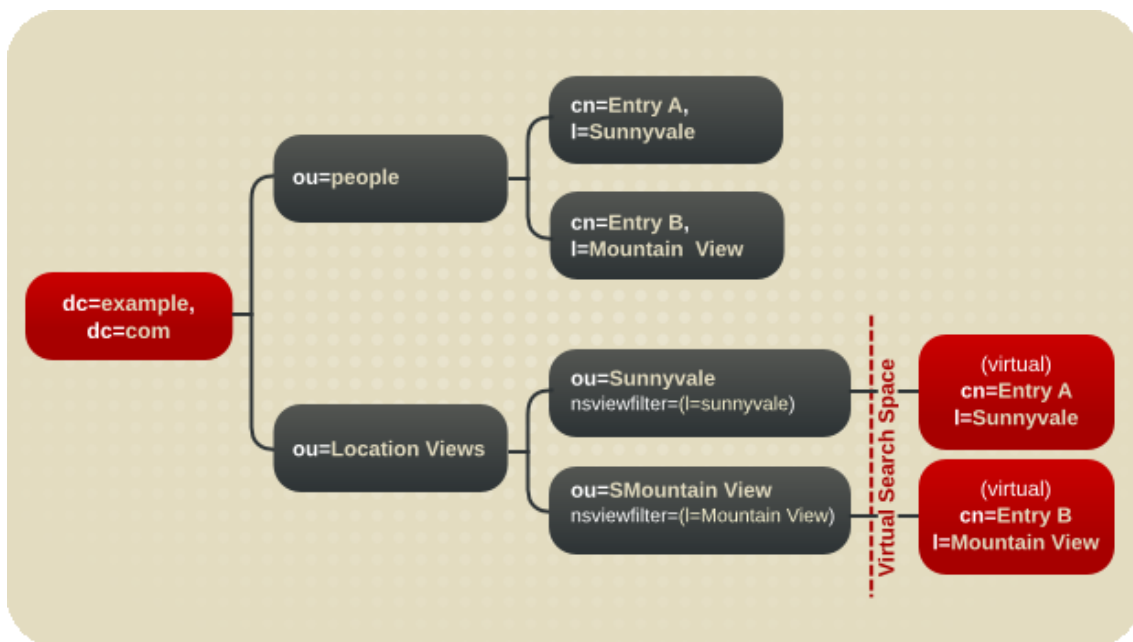 cn=Entry A,
l=Sunnyvale
ou=people
cn=Entry B,
l=Mountain View
dc=example,
dc=com
ou=Sunnyvale
nsviewfilter=(l=sunnyvale)
(virtual)
cn=Entry A
l=Sunnyvale
ou=Location Views
ou=SMountain View
nsviewfilter=(l=Mountain View)
Virtual Search Space
(virtual)
cn=Entry B
l=Mountain View